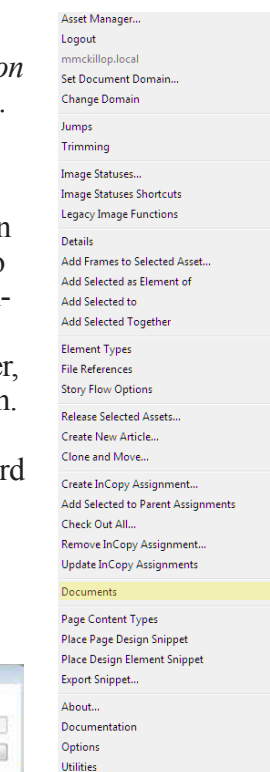 on
.
n
o
-
er,
n.
rd
Asset Manager...
Logout
mmckillop.local
Set Document Domain...
Change Domain
Jumps
Trimming
Image Statuses...
Image Statuses Shortcuts
Legacy Image Functions
Details
Add Frames to Selected Asset...
Add Selected as Element of
Add Selected to
Add Selected Together
Element Types
File References
Story Flow Options
Release Selected Assets...
Create New Article...
Clone and Move...
Create InCopy Assignment...
Add Selected to Parent Assignments
Check Out All...
Remove InCopy Assignment...
Update InCopy Assignments
Documents
Page Content Types
Place Page Design Snippet
Place Design Element Snippet
Export Snippet...
About...
Documentation
Options
Utilities